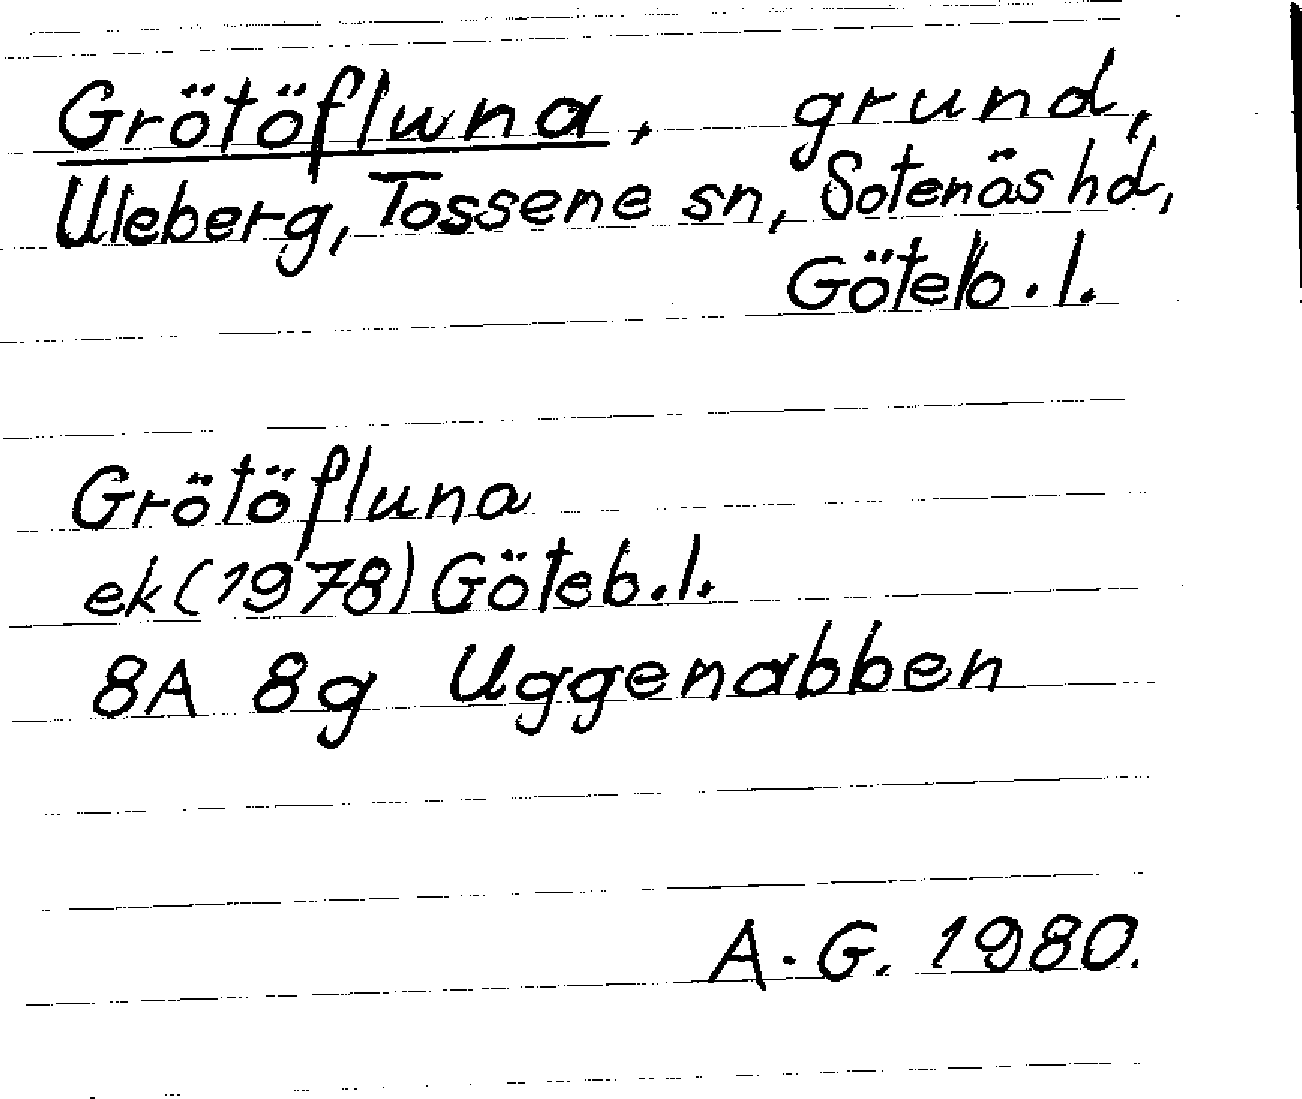 Grötöfluna, grund,
Uleberg, Tossene sn, Sotenäs hd,
Göteb.l.
Grötöfluna
ek (1978) Göteb.l.
8A 8g Uggenabben
A.G. 1980.